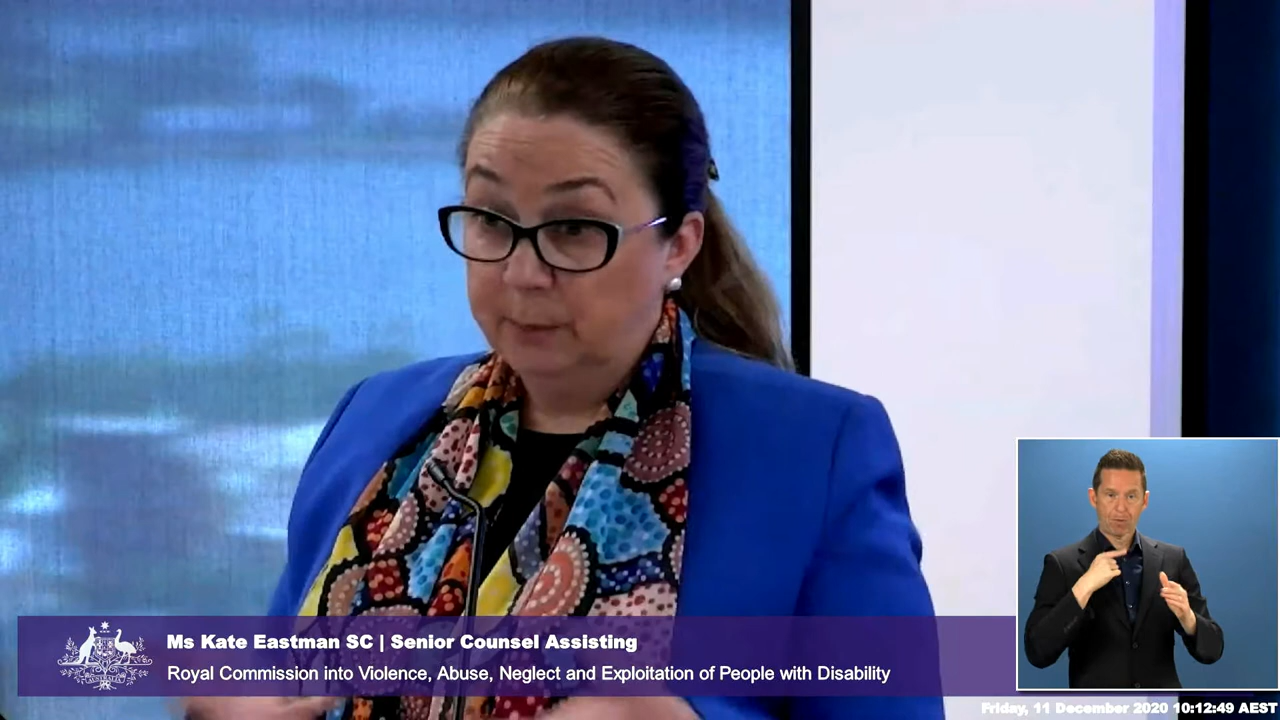 Ms Kate Eastman SC | Senior Counsel Assisting
Royal Commission into Violence, Abuse, Neglect and Exploitation of People with Disability
AUSTRALIA
Friday, 11 December 2020 10:12:49 AEST